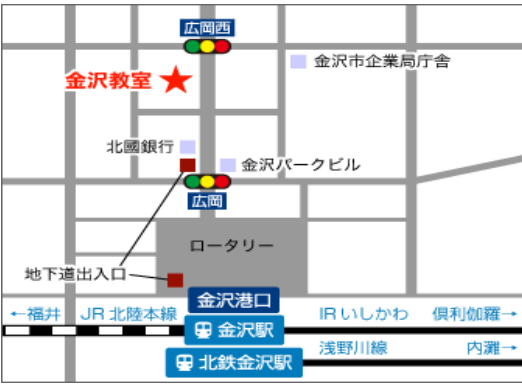 広岡西
金沢市企業局庁舎
金沢教室
北國銀行
金沢パークビル
広岡
ロータリー
地下道出入口
金沢港口
←福井 JR北陸本線 IRいしかわ 倶利伽羅→
金沢駅
浅野川線 内灘→
北鉄金沢駅